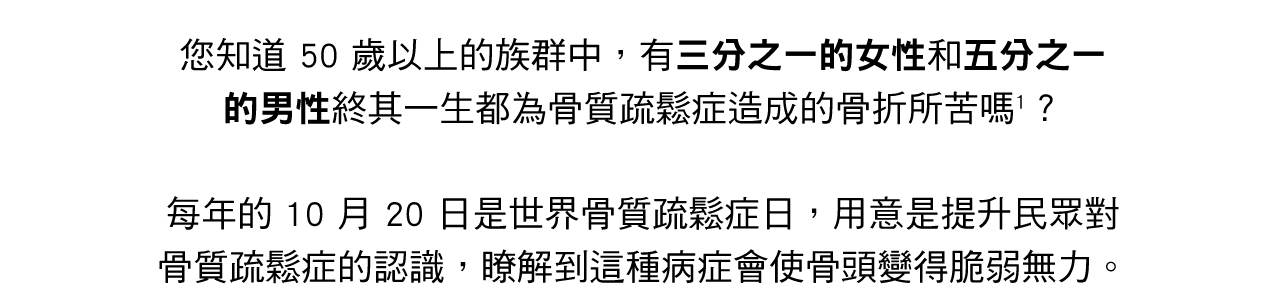 您知道 50 歲以上的族群中，有三分之一的女性和五分之一
的男性終其一生都為骨質疏鬆症造成的骨折所苦嗎¹？
每年的 10 月 20 日是世界骨質疏鬆症日，用意是提升民眾對
骨質疏鬆症的認識，瞭解到這種病症會使骨頭變得脆弱無力。